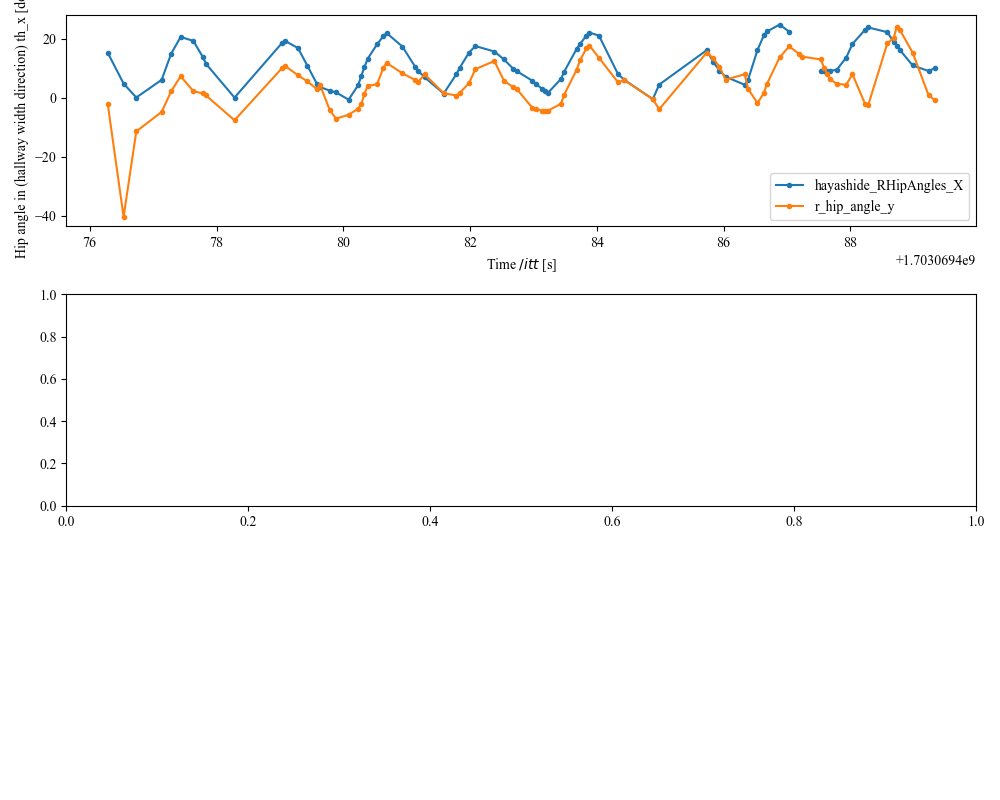 Hip angle in (hallway width direction) th_x [de
20
0
−20
−40
hayashide_RHipAngles_X
r_hip_angle_y
76 78 80 82 84 86 88
Time /itt [s]
+1.7030694e9
1.0
0.8
0.6
0.4
0.2
0.0
0.0 0.2 0.4 0.6 0.8 1.0